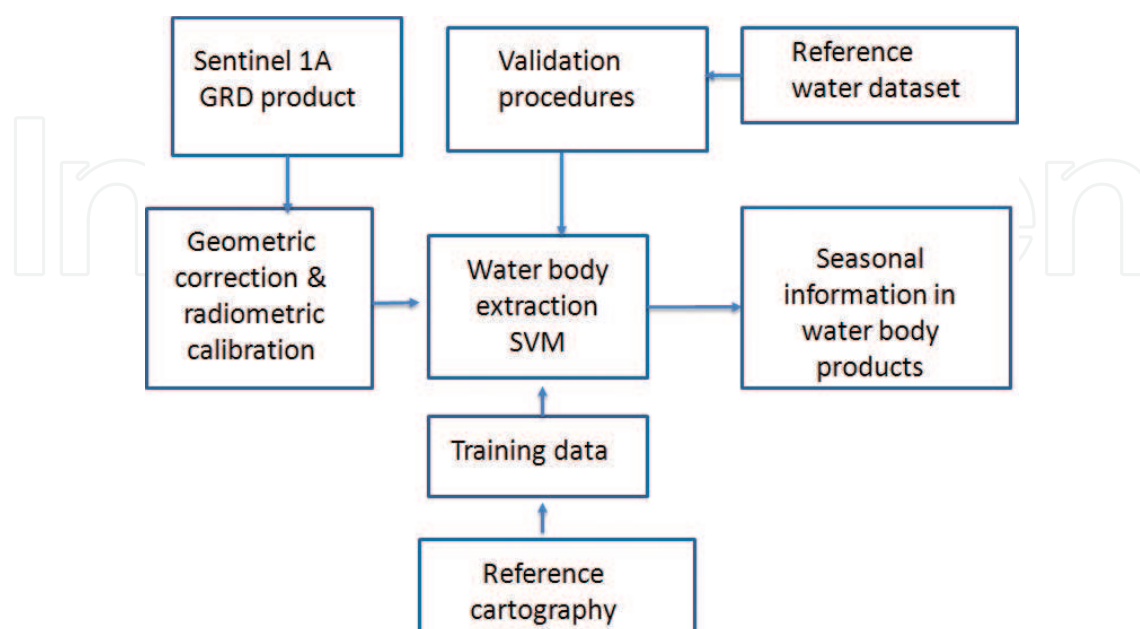 Sentinel 1A
GRD product
Validation
procedures
Reference
water dataset
Geometric
correction &
radiometric
calibration
Water body
extraction
SVM
Seasonal
information in
water body
products
Training data
Reference
cartography